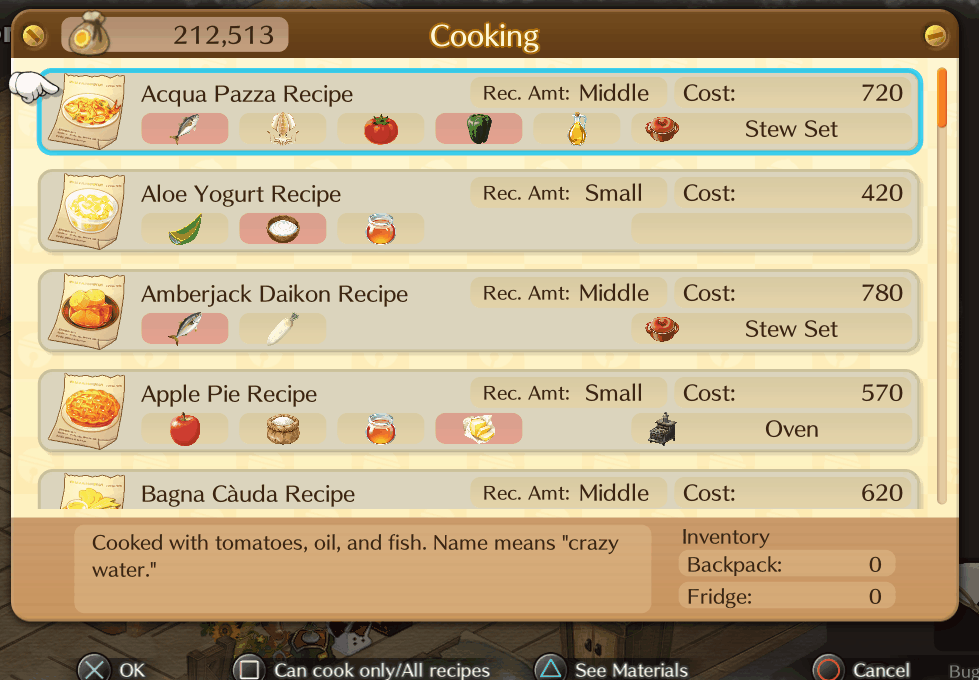 212,513
Cooking
Acqua Pazza Recipe Rec. Amt: Middle Cost: 720
Stew Set
Aloe Yogurt Recipe Rec. Amt: Small Cost: 420
Amberjack Daikon Recipe Rec. Amt: Middle Cost: 780
Stew Set
Apple Pie Recipe Rec. Amt: Small Cost: 570
Oven
Bagna Càuda Recipe Rec. Amt: Middle Cost: 620
Cooked with tomatoes, oil, and fish. Name means "crazy
water."
Inventory
Backpack: 0
Fridge: 0
OK Can cook only/All recipes See Materials Cancel